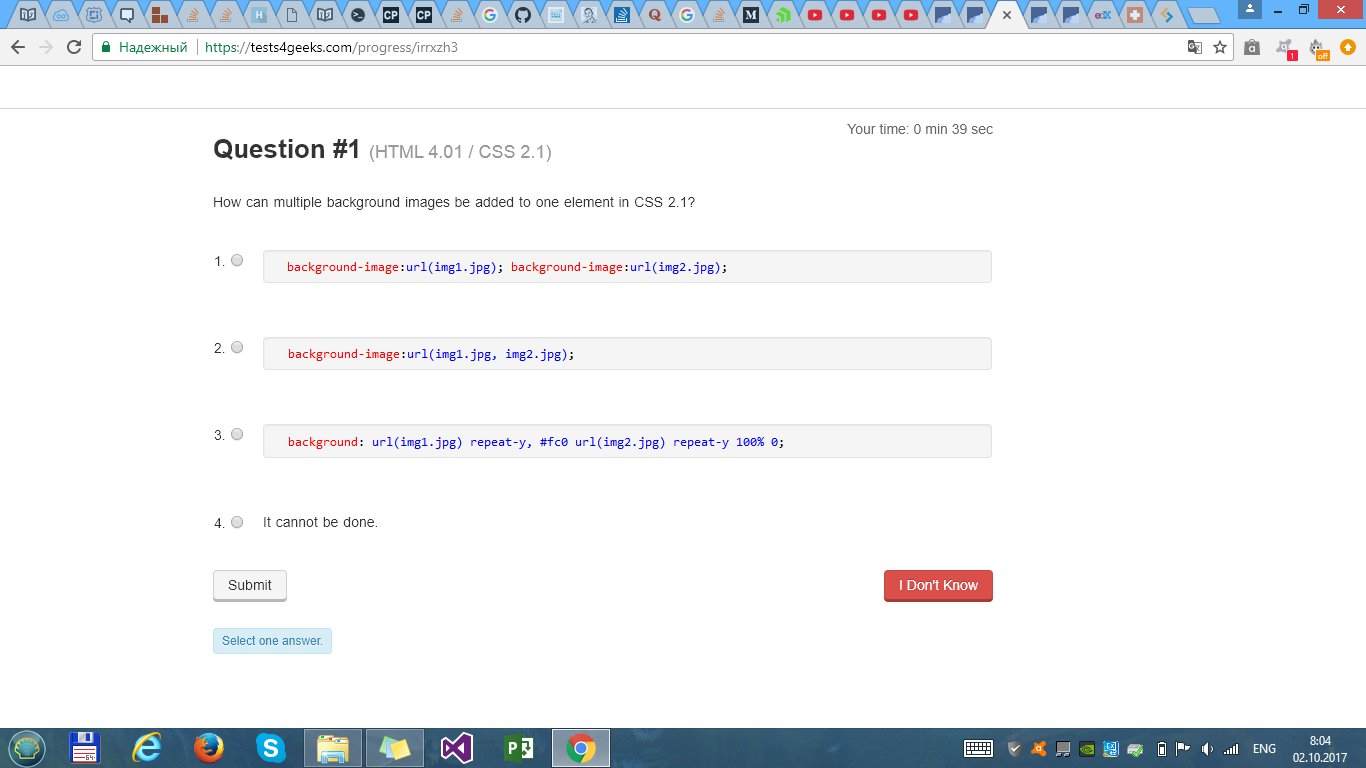 Надежный https://tests4geeks.com/progress/irrxzh3
Your time: 0 min 39 sec
Question #1 (HTML 4.01 / CSS 2.1)
How can multiple background images be added to one element in CSS 2.1?
1. background-image:url(img1.jpg); background-image:url(img2.jpg);
2. background-image:url(img1.jpg, img2.jpg);
3. background: url(img1.jpg) repeat-y, #fc0 url(img2.jpg) repeat-y 100% 0;
4. It cannot be done.
Submit I Don't Know
Select one answer.
ENG 8:04
02.10.2017